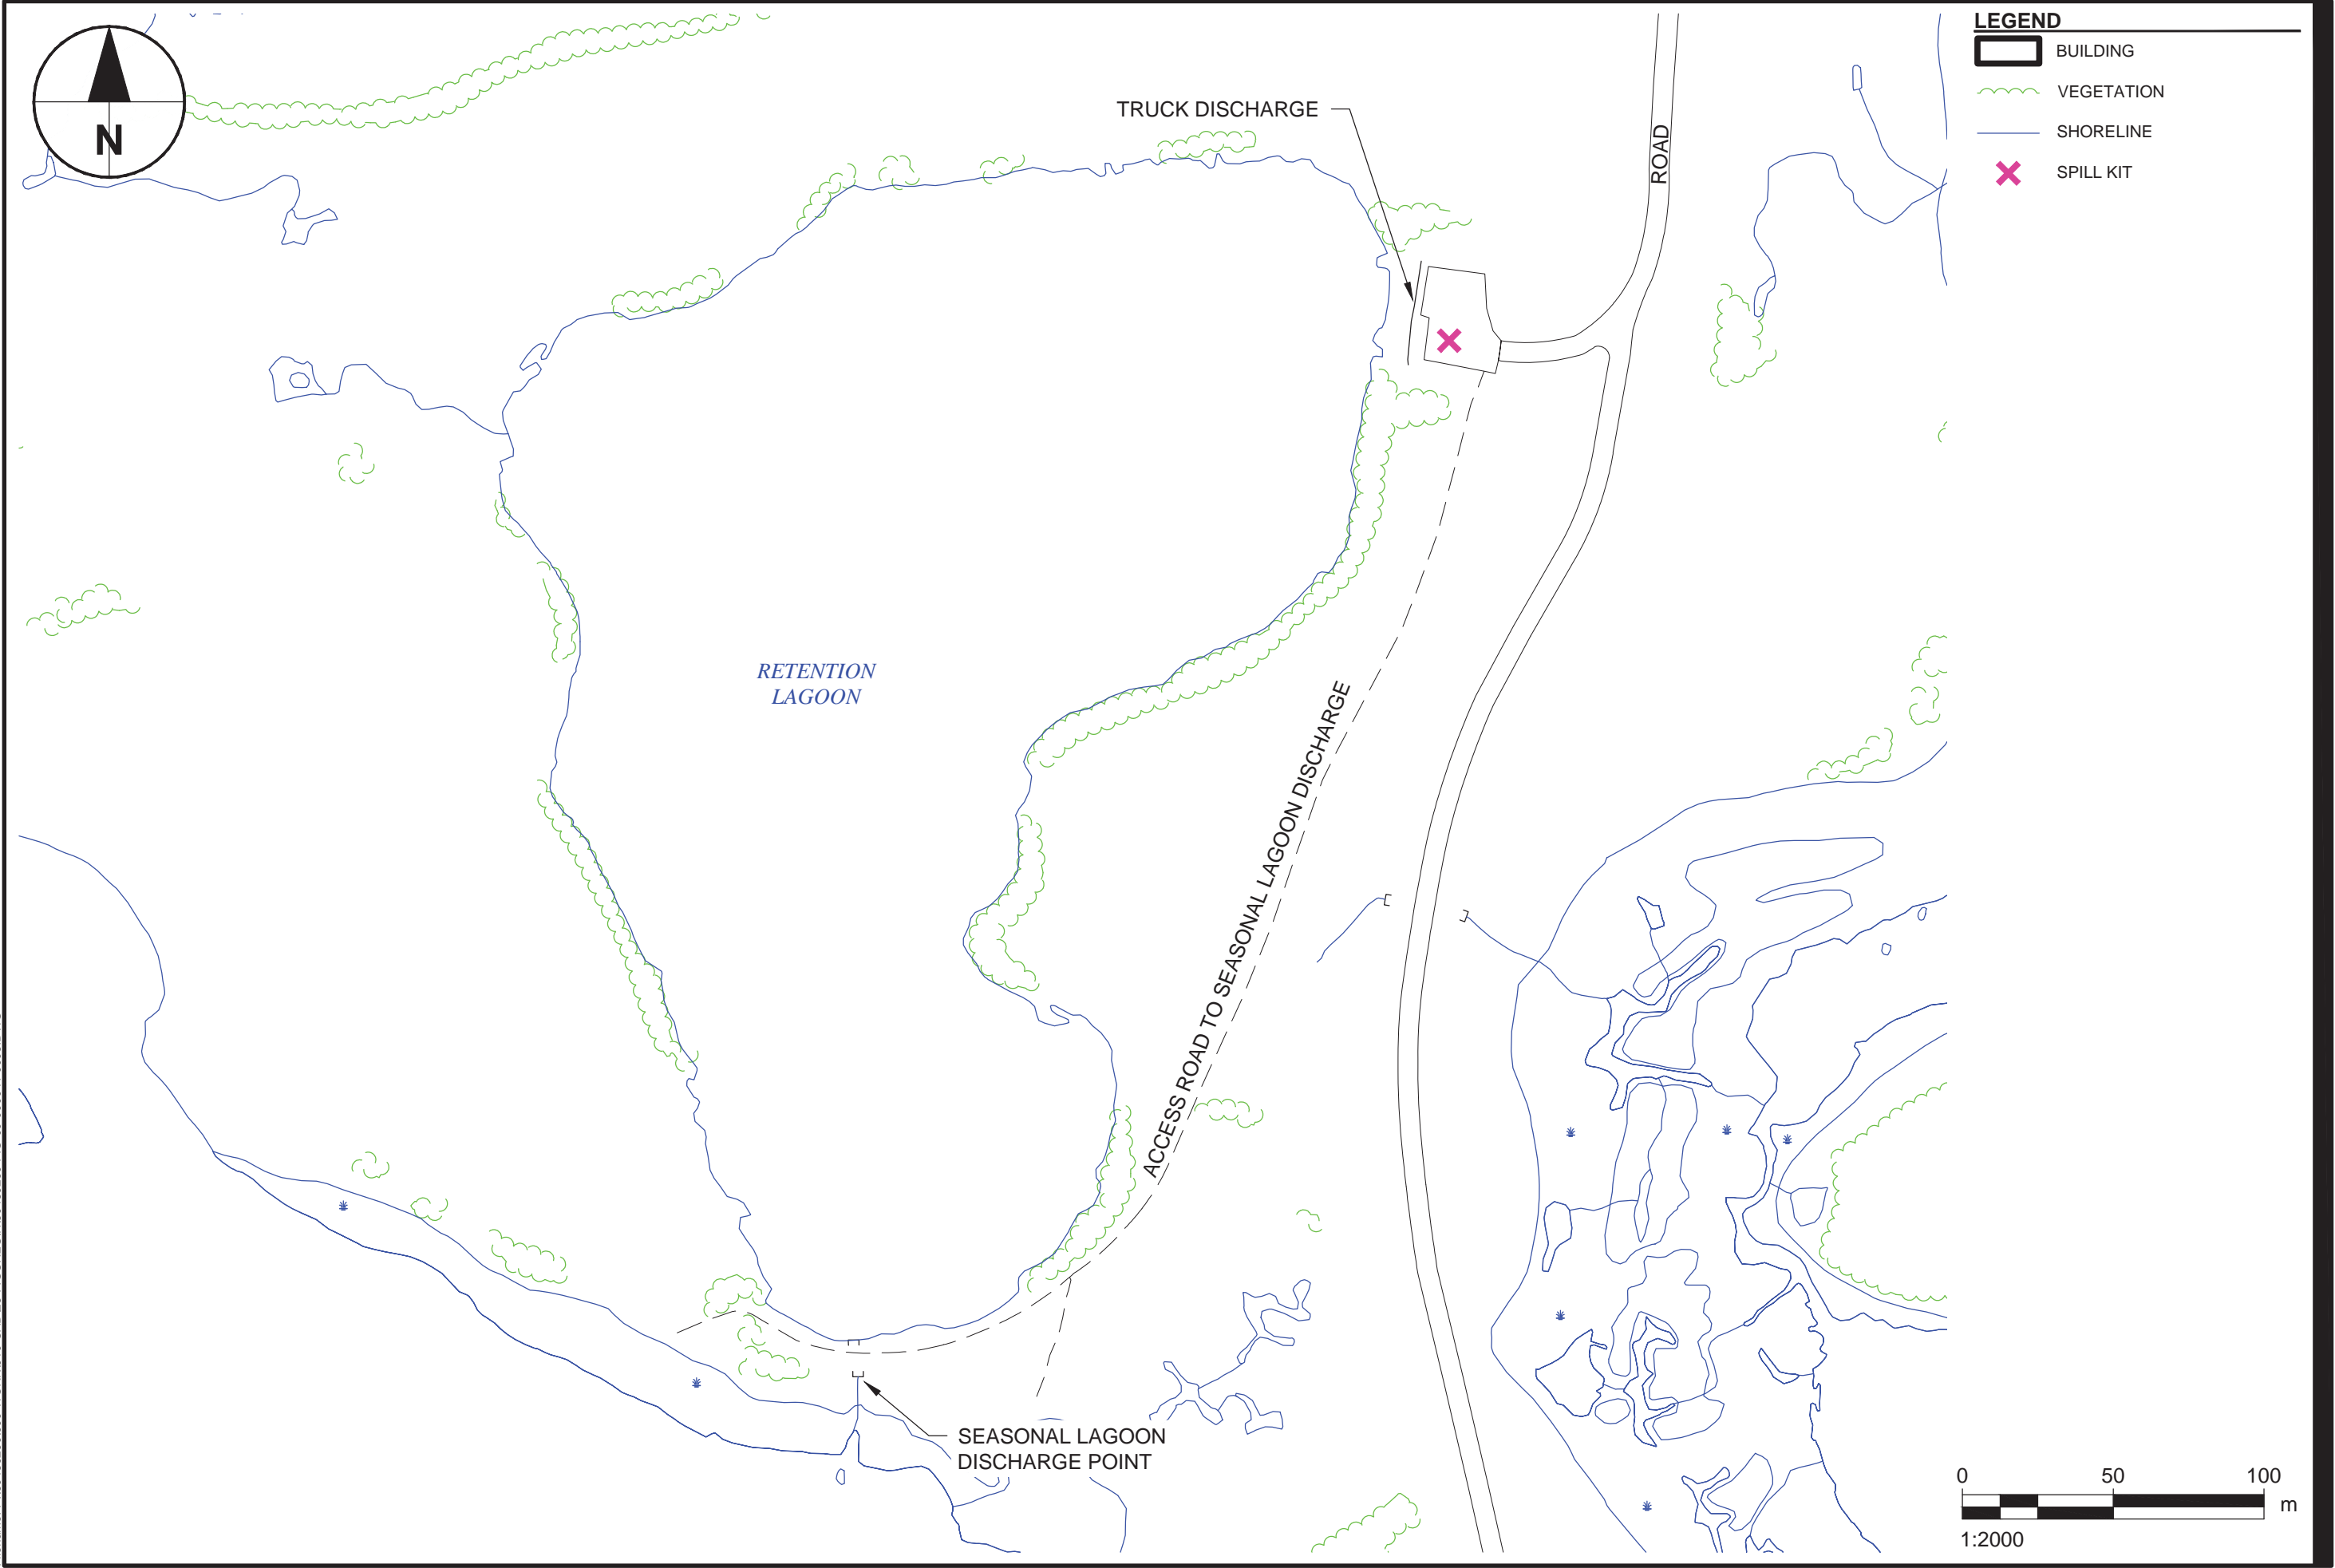 N
LEGEND
BUILDING
VEGETATION
SHORELINE
SPILL KIT
TRUCK DISCHARGE
ROAD
RETENTION
LAGOON
ACCESS ROAD TO SEASONAL LAGOON DISCHARGE
SEASONAL LAGOON
DISCHARGE POINT
0 50 100
m
1:2000